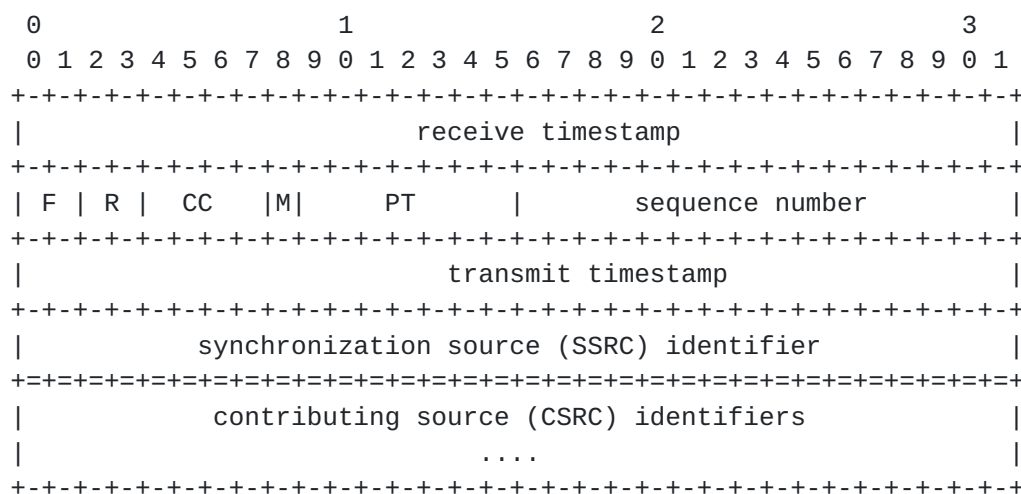 0                   1                   2                   3
 0 1 2 3 4 5 6 7 8 9 0 1 2 3 4 5 6 7 8 9 0 1 2 3 4 5 6 7 8 9 0 1
+-+-+-+-+-+-+-+-+-+-+-+-+-+-+-+-+-+-+-+-+-+-+-+-+-+-+-+-+-+-+-+-+
|                         receive timestamp                     |
+-+-+-+-+-+-+-+-+-+-+-+-+-+-+-+-+-+-+-+-+-+-+-+-+-+-+-+-+-+-+-+-+
| F | R |  CC   |M|     PT      |       sequence number         |
+-+-+-+-+-+-+-+-+-+-+-+-+-+-+-+-+-+-+-+-+-+-+-+-+-+-+-+-+-+-+-+-+
|                           transmit timestamp                  |
+-+-+-+-+-+-+-+-+-+-+-+-+-+-+-+-+-+-+-+-+-+-+-+-+-+-+-+-+-+-+-+-+
|           synchronization source (SSRC) identifier            |
+=+=+=+=+=+=+=+=+=+=+=+=+=+=+=+=+=+=+=+=+=+=+=+=+=+=+=+=+=+=+=+=+
|            contributing source (CSRC) identifiers             |
|                             ....                              |
+-+-+-+-+-+-+-+-+-+-+-+-+-+-+-+-+-+-+-+-+-+-+-+-+-+-+-+-+-+-+-+-+